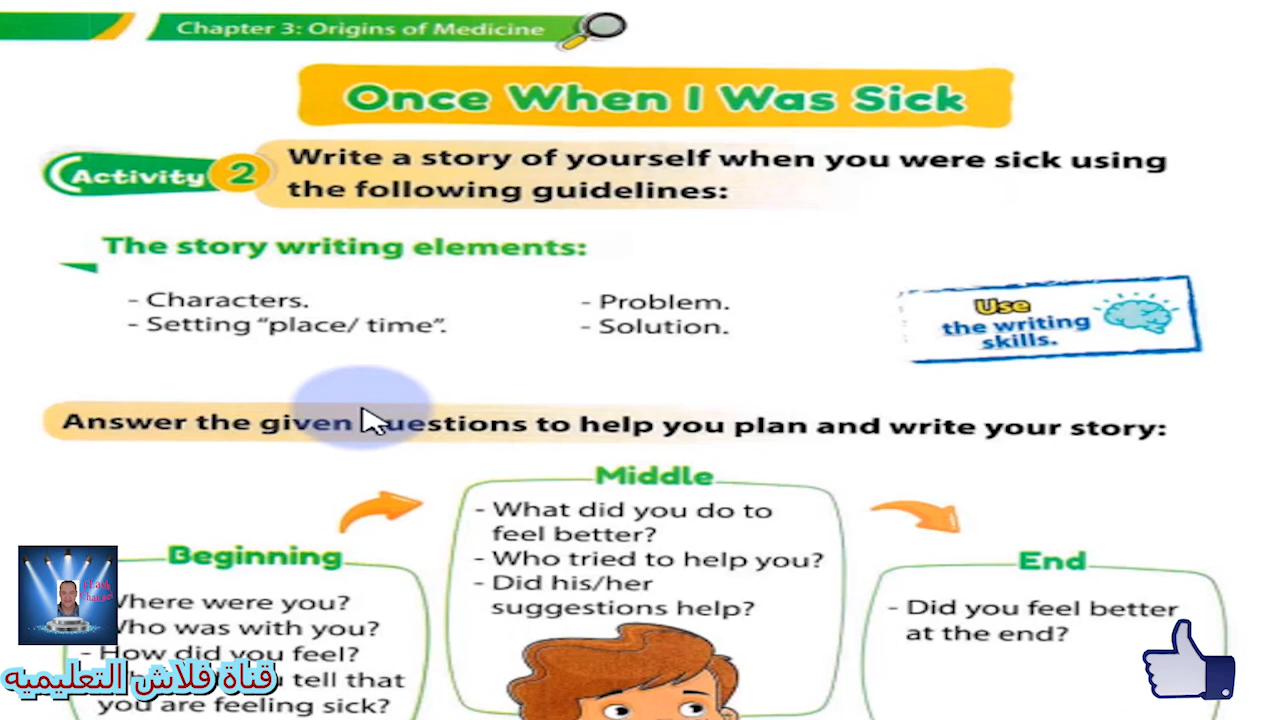 Chapter 3: Origins of Medicine
Once When I Was Sick
Activity 2
Write a story of yourself when you were sick using
the following guidelines:
The story writing elements:
- Characters.
- Setting "place/ time".
- Problem.
- Solution.
Use
the writing
skills.
Answer the given questions to help you plan and write your story:
Beginning
Where were you?
Who was with you?
- How did you feel?
tell that
you are feeling sick?
Middle
- What did you do to
feel better?
- Who tried to help you?
- Did his/her
suggestions help?
End
- Did you feel better
at the end?
Flash
Channel
قناة فلاش التعليميه